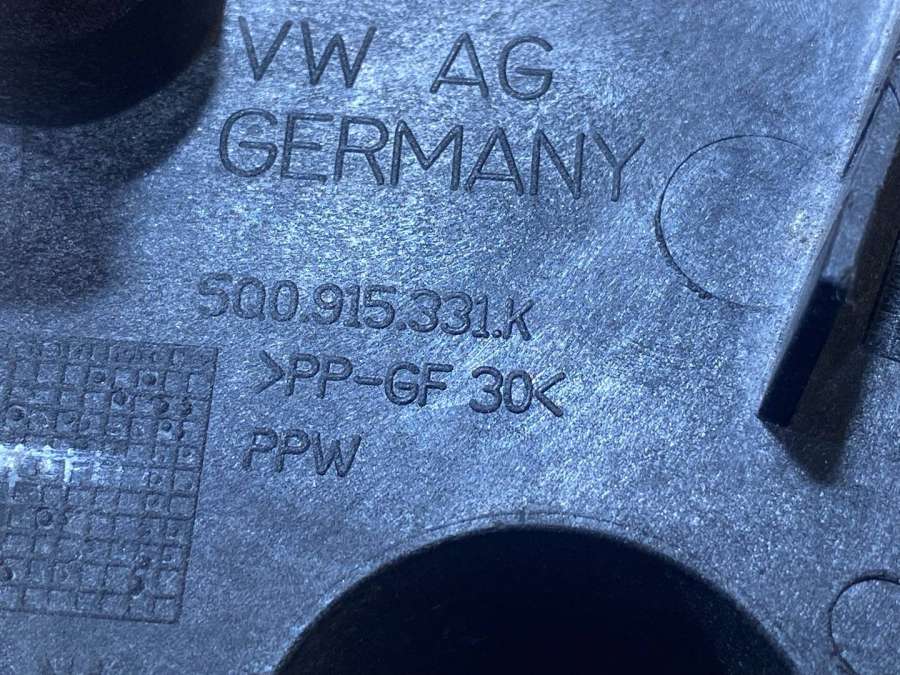 VW AG
GERMANY
5Q0.915.331.K
>PP-GF 30<
PPW